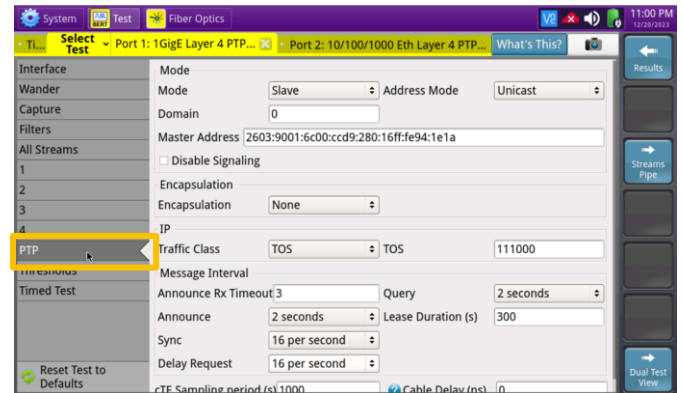 System Test Fiber Optics V2 11:00 PM
12/20/2023
Ti... Select Test Port 1: 1GigE Layer 4 PTP... Port 2: 10/100/1000 Eth Layer 4 PTP... What's This?
Results
Interface
Wander
Capture
Filters
All Streams
1
2
3
4
PTP
Thresholds
Timed Test
Reset Test to
Defaults
Mode
Mode Slave Address Mode Unicast
Domain 0
Master Address 2603:9001:6c00:ccd9:280:16ff:fe94:1e1a
Disable Signaling
Encapsulation
Encapsulation None
IP
Traffic Class TOS TOS 111000
Message Interval
Announce Rx Timeout 3 Query 2 seconds
Announce 2 seconds Lease Duration (s) 300
Sync 16 per second
Delay Request 16 per second
cTE Sampling period (s) 1000 Cable Delay (ns) 0
Streams
Pipe
Dual Test
View